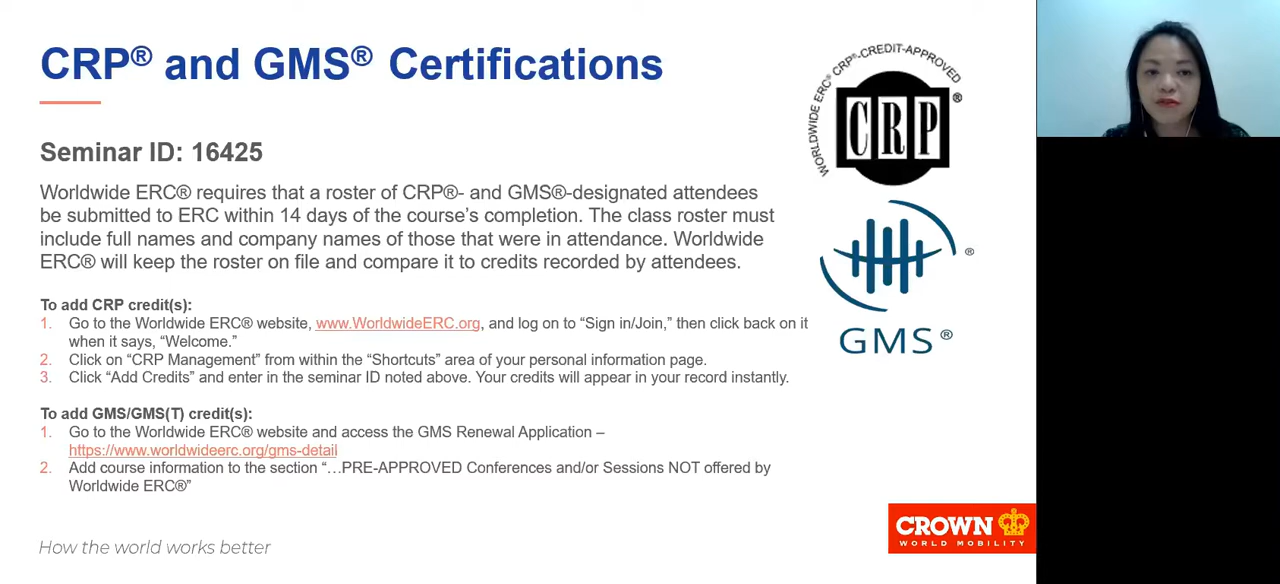 CRP® and GMS® Certifications
Seminar ID: 16425
Worldwide ERC® requires that a roster of CRP®- and GMS®-designated attendees
be submitted to ERC within 14 days of the course’s completion. The class roster must
include full names and company names of those that were in attendance. Worldwide
ERC® will keep the roster on file and compare it to credits recorded by attendees.
To add CRP credit(s):
1. Go to the Worldwide ERC® website, www.WorldwideERC.org, and log on to “Sign in/Join,” then click back on it
when it says, “Welcome.”
2. Click on “CRP Management” from within the “Shortcuts” area of your personal information page.
3. Click “Add Credits” and enter in the seminar ID noted above. Your credits will appear in your record instantly.
To add GMS/GMS(T) credit(s):
1. Go to the Worldwide ERC® website and access the GMS Renewal Application –
https://www.worldwideerc.org/gms-detail
2. Add course information to the section “…PRE-APPROVED Conferences and/or Sessions NOT offered by
Worldwide ERC®”
How the world works better
WORLDWIDE ERC® CRP®-CREDIT-APPROVED
CRP®
GMS®
CROWN
WORLD MOBILITY